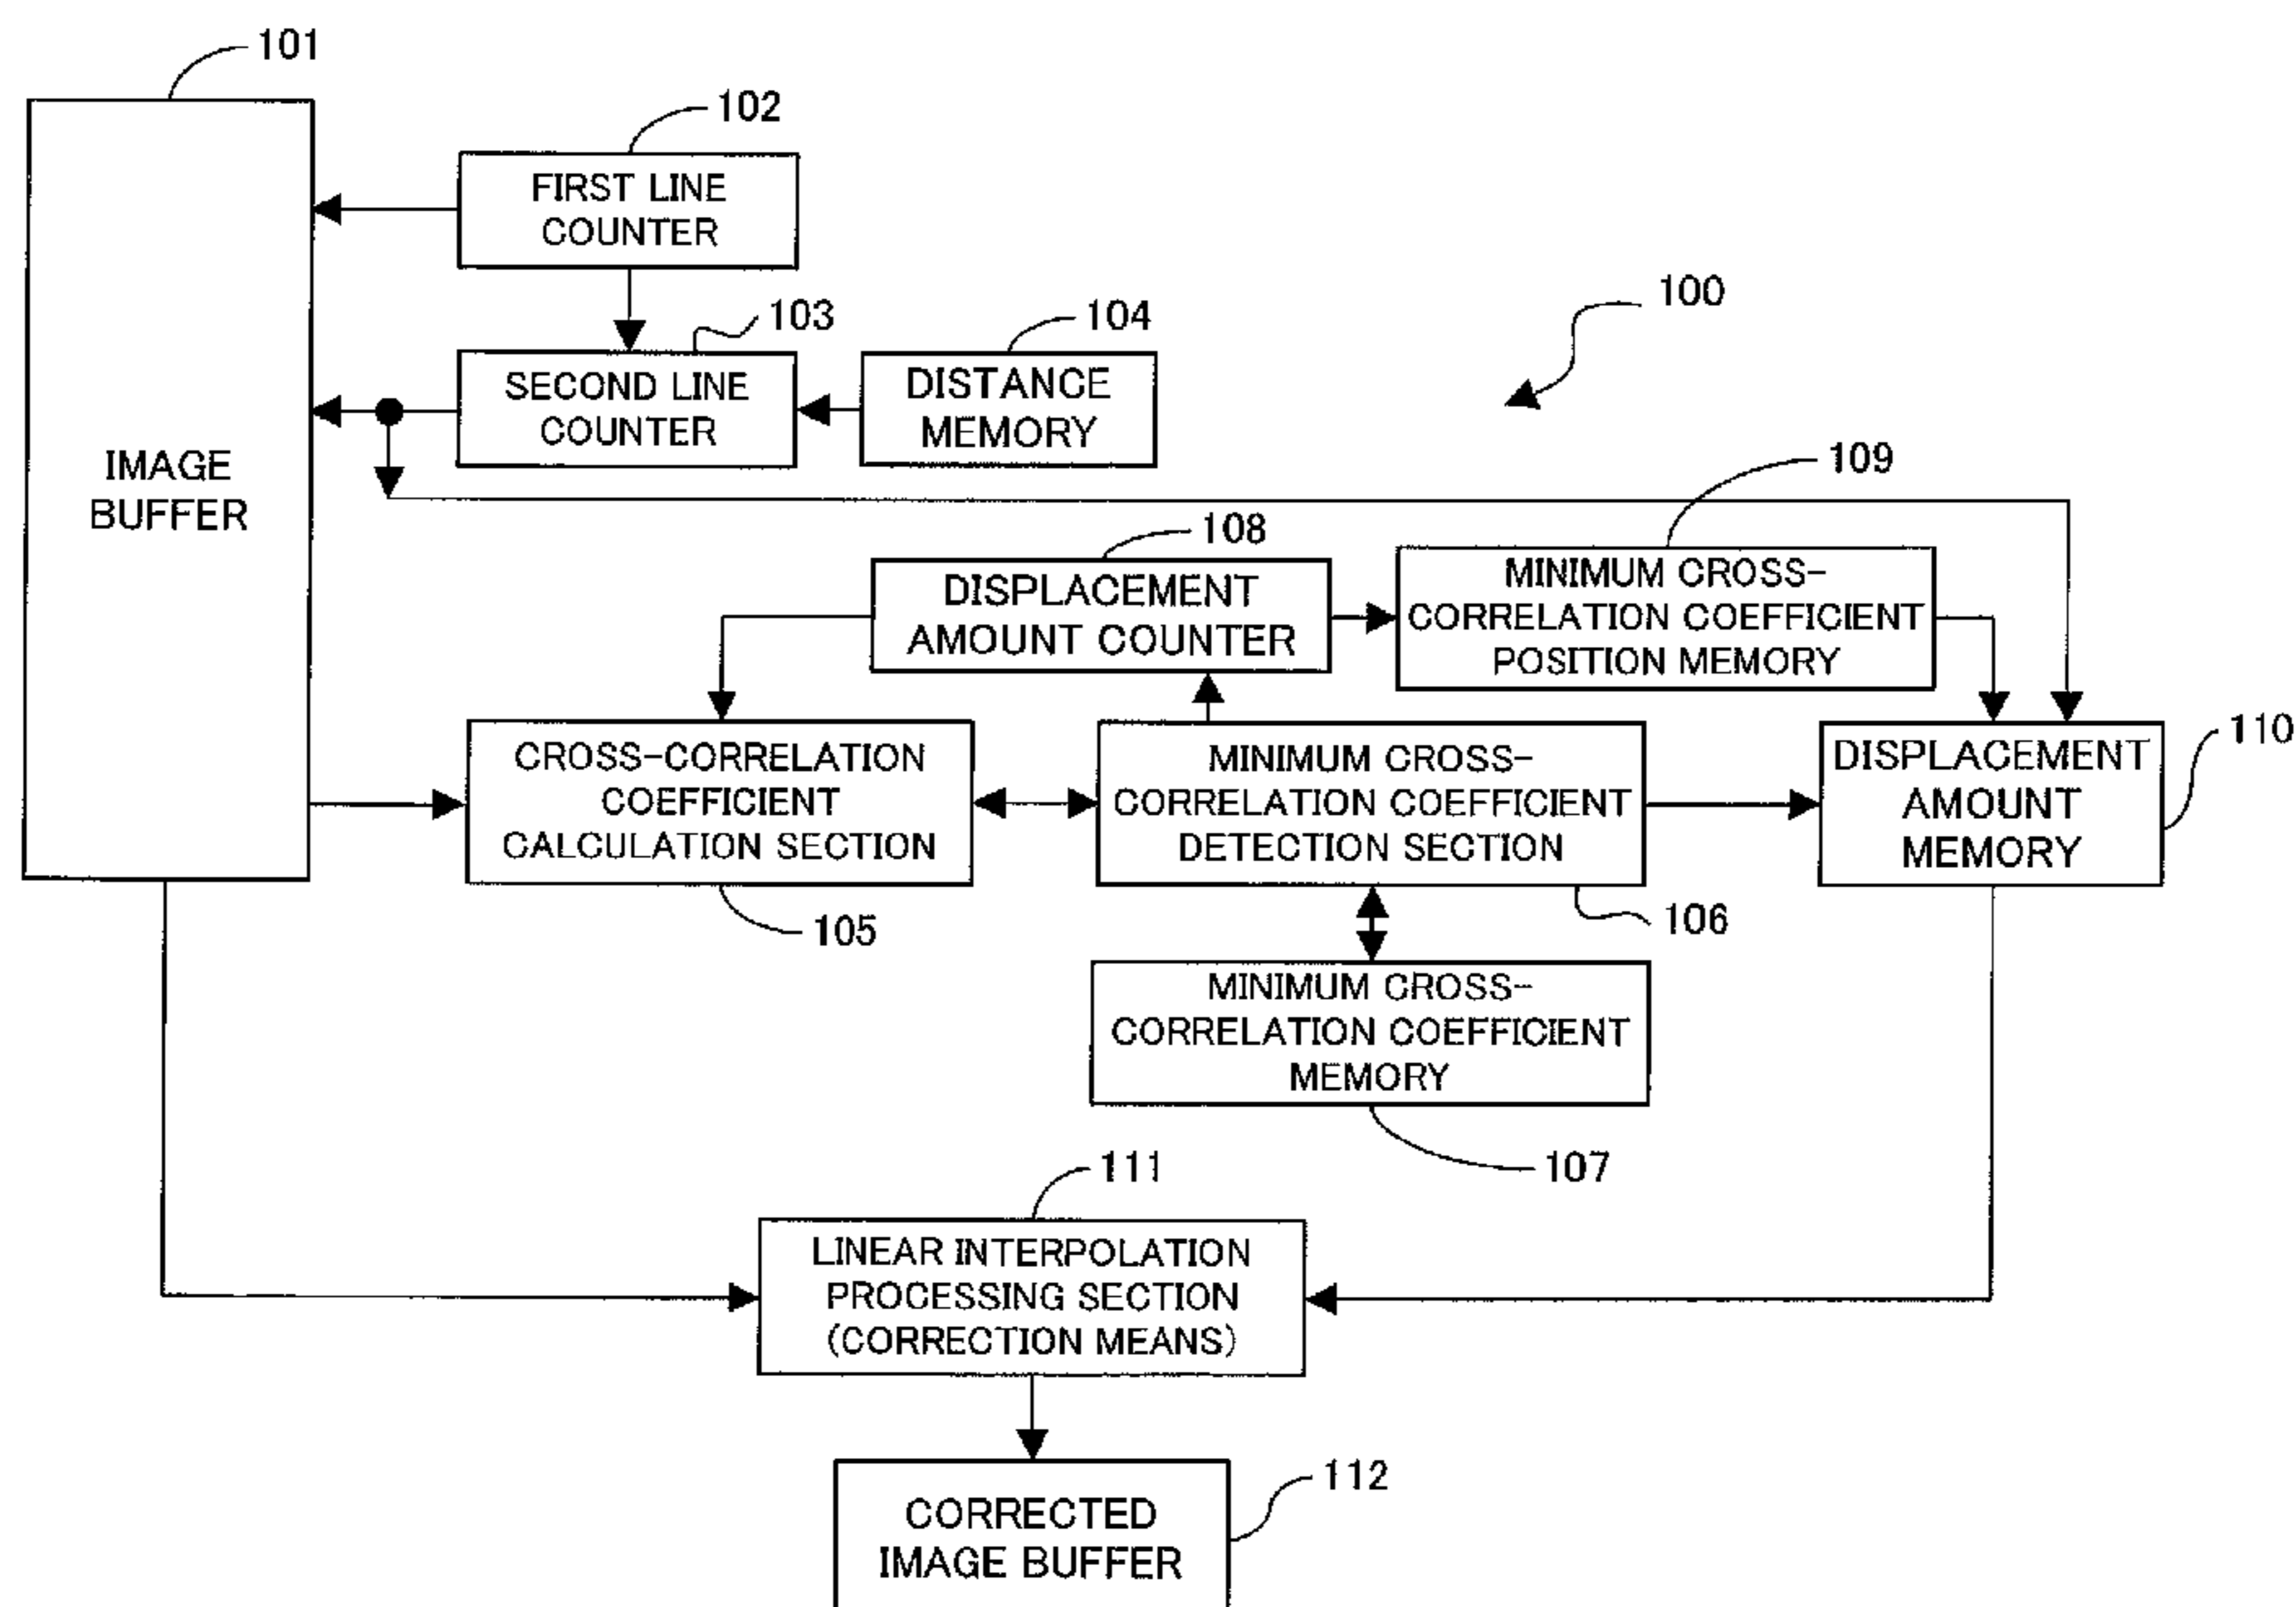 101
102
FIRST LINE
COUNTER
100
103
104
SECOND LINE
COUNTER
DISTANCE
MEMORY
IMAGE
BUFFER
109
108
DISPLACEMENT
AMOUNT COUNTER
MINIMUM CROSS-
CORRELATION COEFFICIENT
POSITION MEMORY
CROSS-CORRELATION
COEFFICIENT
CALCULATION SECTION
MINIMUM CROSS-
CORRELATION COEFFICIENT
DETECTION SECTION
DISPLACEMENT
AMOUNT
MEMORY
110
105
106
MINIMUM CROSS-
CORRELATION COEFFICIENT
MEMORY
107
111
LINEAR INTERPOLATION
PROCESSING SECTION
(CORRECTION MEANS)
112
CORRECTED
IMAGE BUFFER